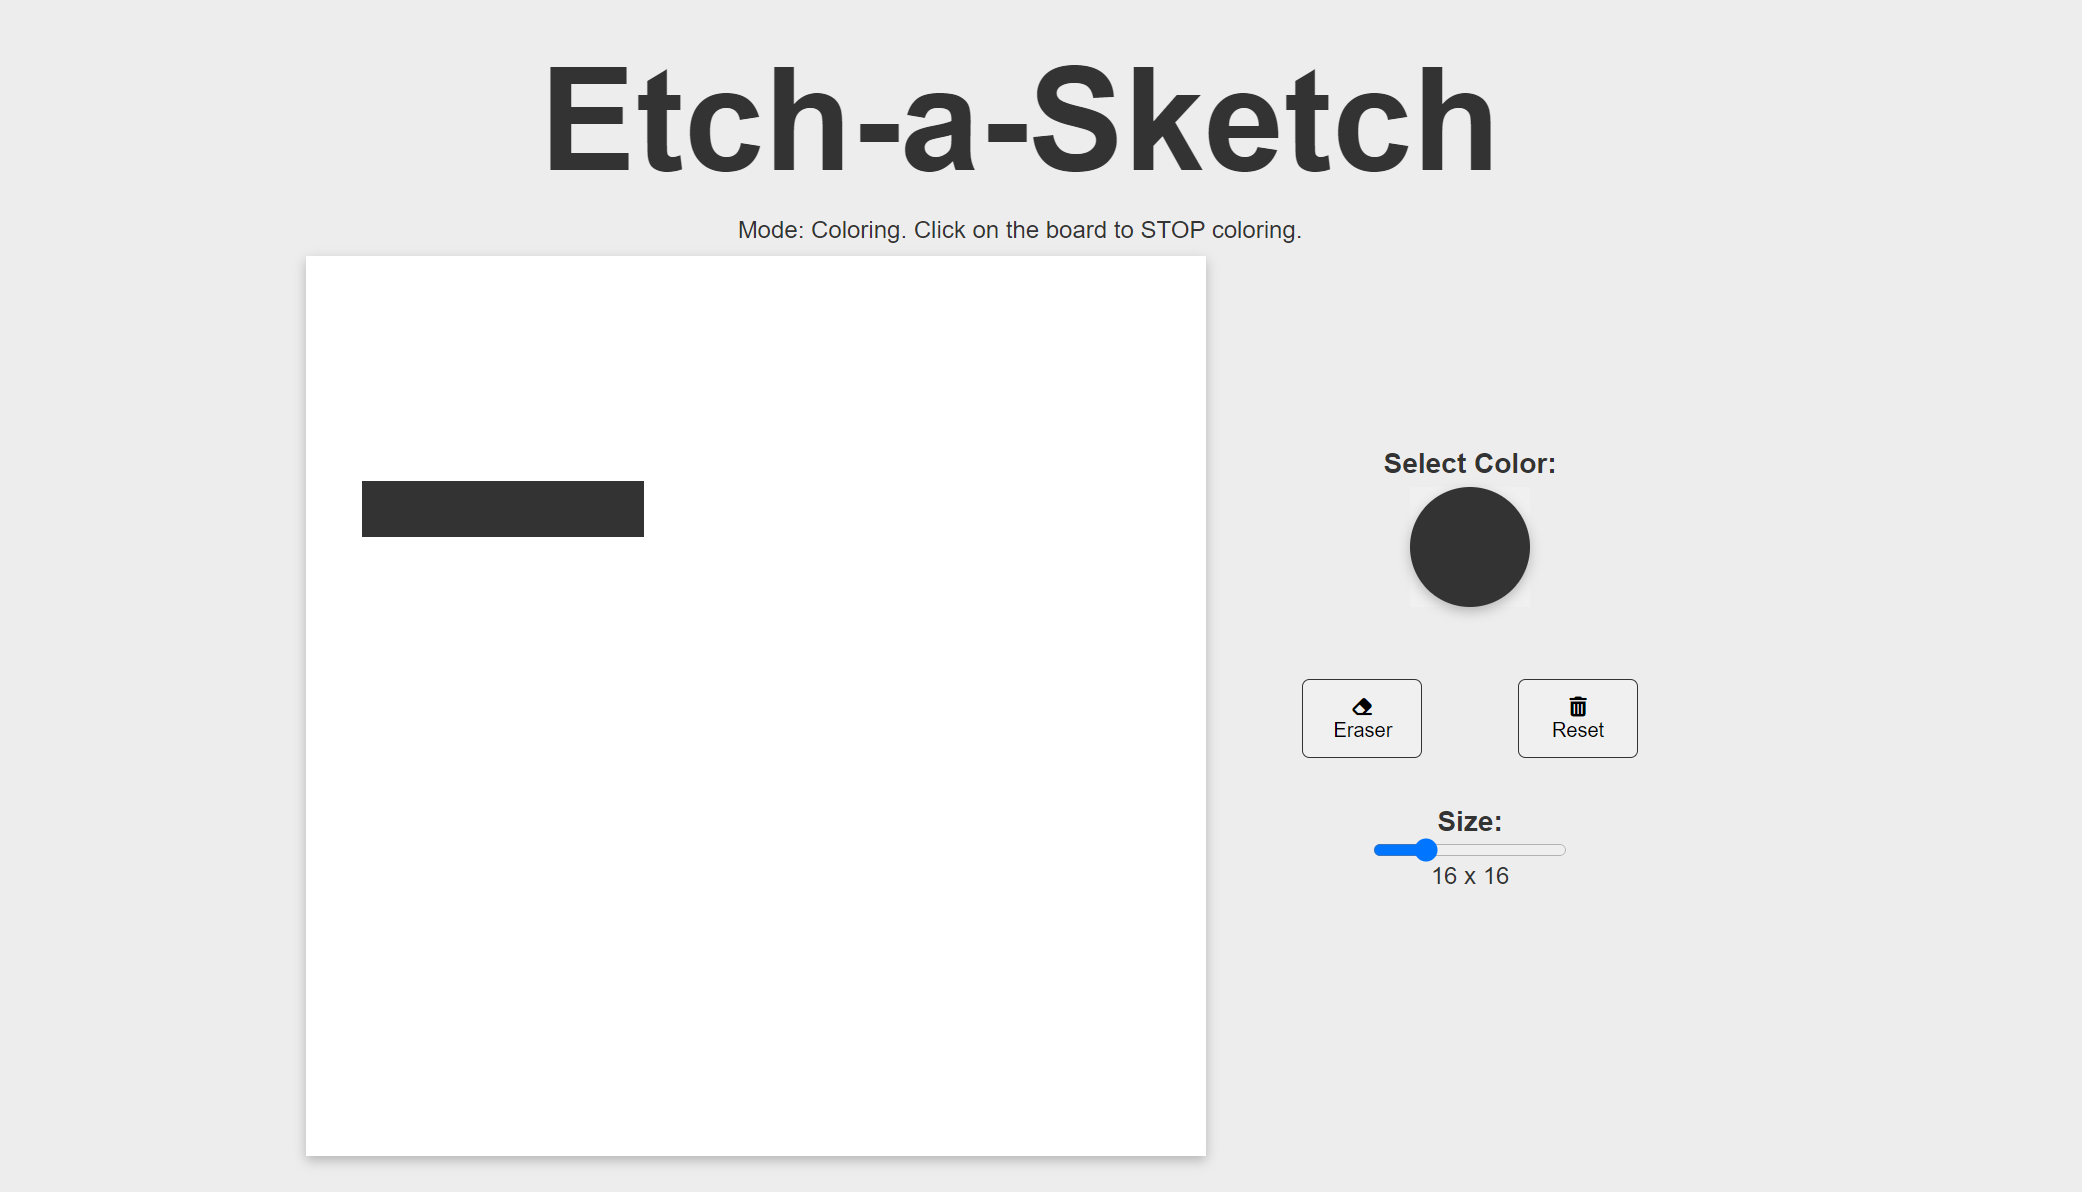 Etch-a-Sketch
Mode: Coloring. Click on the board to STOP coloring.
Select Color:
Eraser
Reset
Size:
16 x 16